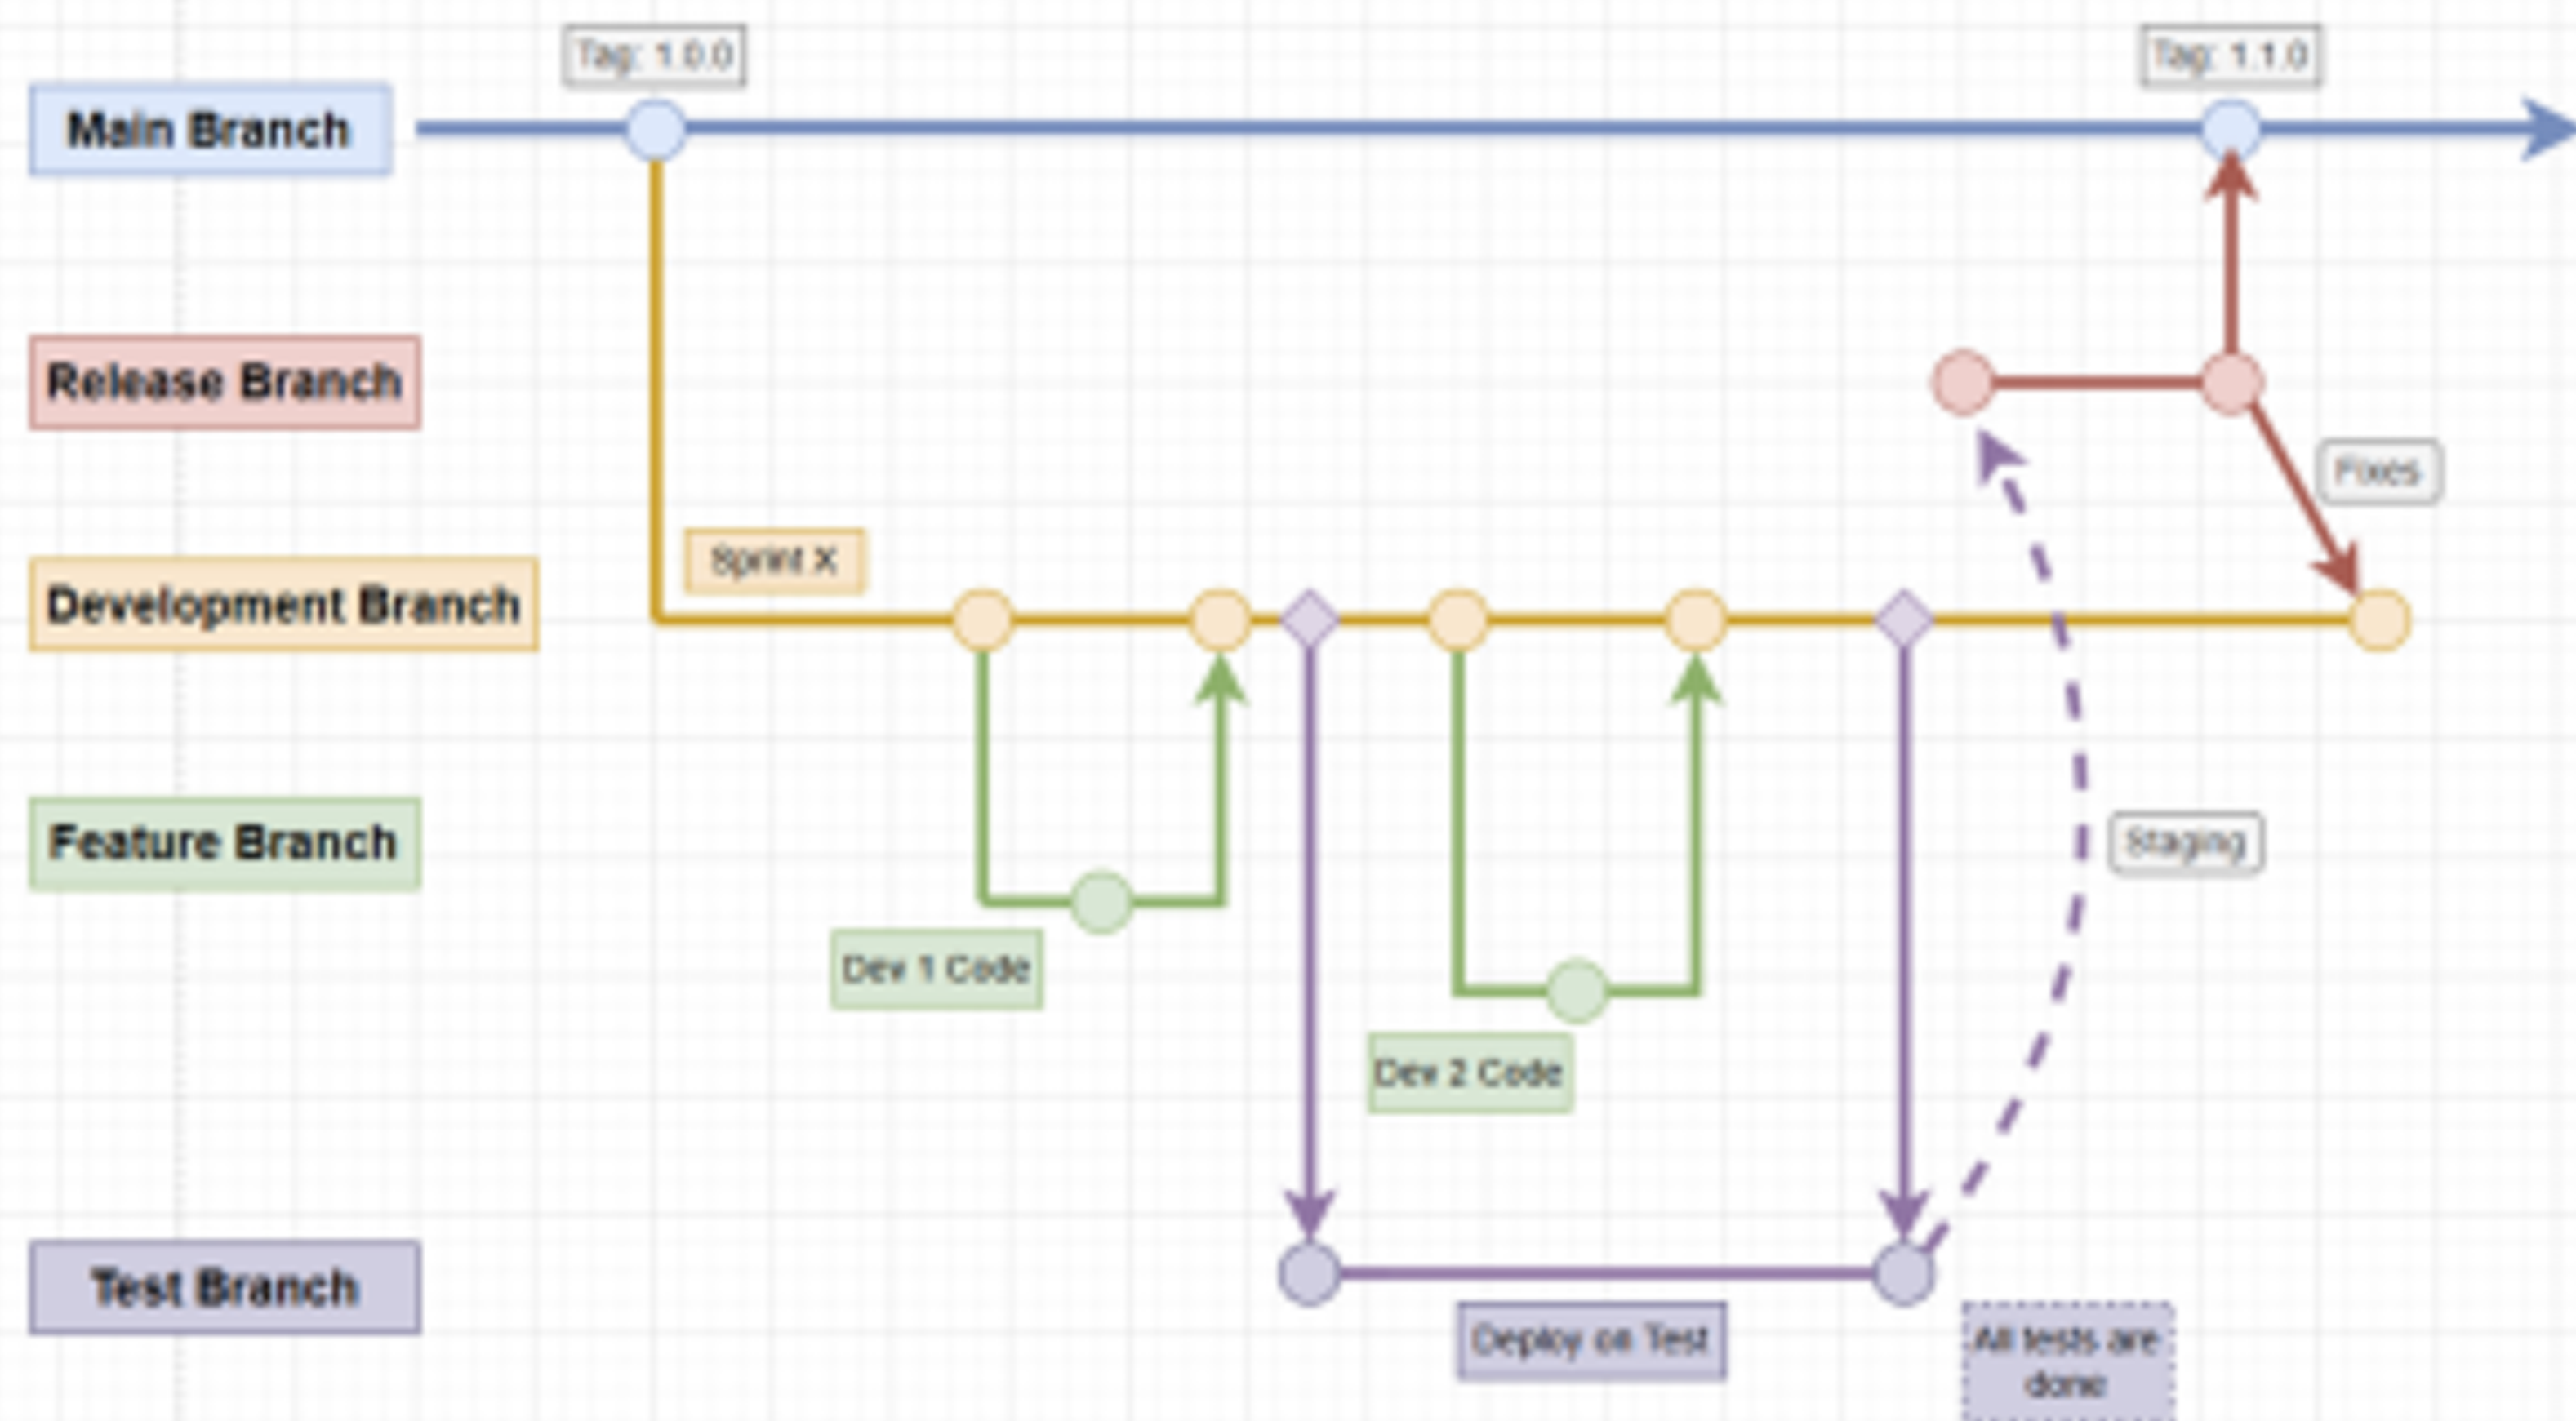 Tag: 1.0.0
Tag: 1.1.0
Main Branch
Release Branch
Fixes
Sprint X
Development Branch
Feature Branch
Staging
Dev 1 Code
Dev 2 Code
Test Branch
Deploy on Test
All tests are
done